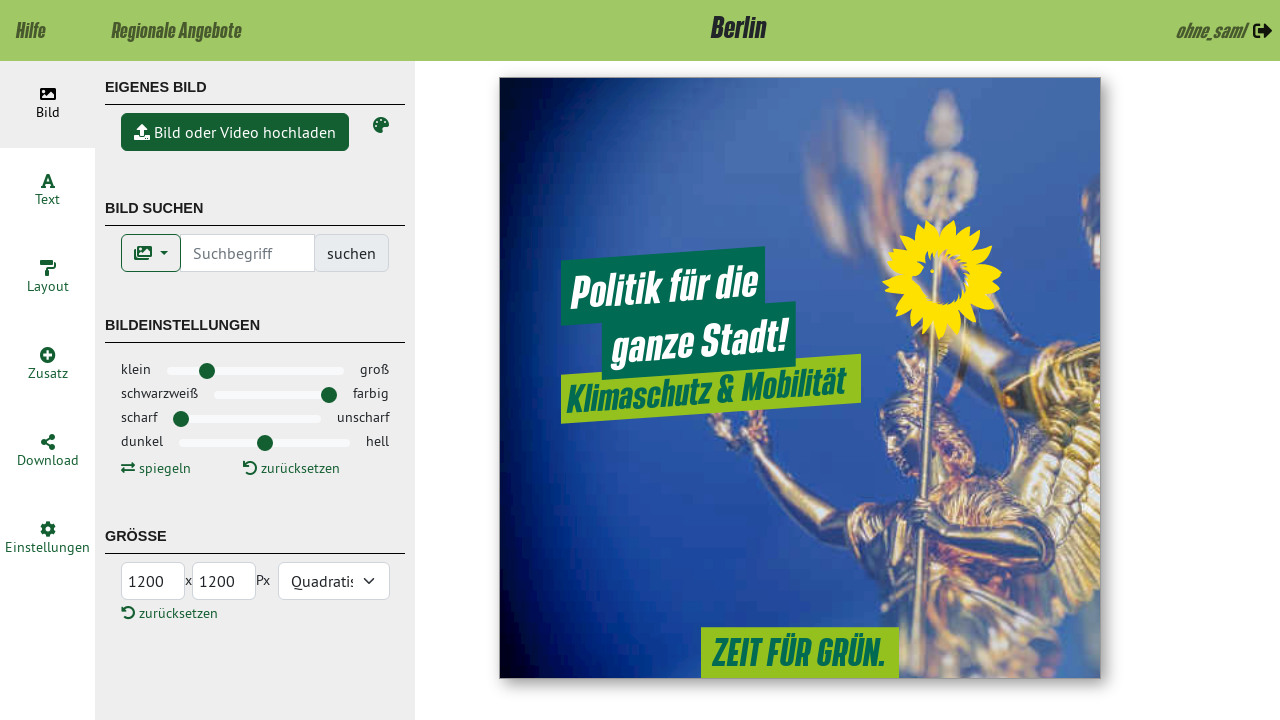 Hilfe
Regionale Angebote
Berlin
ohne_saml
Bild
Text
Layout
Zusatz
Download
Einstellungen
EIGENES BILD
Bild oder Video hochladen
BILD SUCHEN
Suchbegriff
suchen
BILDEINSTELLUNGEN
klein groß
schwarzweiß farbig
scharf unscharf
dunkel hell
spiegeln zurücksetzen
GRÖSSE
1200 x 1200 Px Quadratis
zurücksetzen
Politik für die
ganze Stadt!
Klimaschutz & Mobilität
ZEIT FÜR GRÜN.